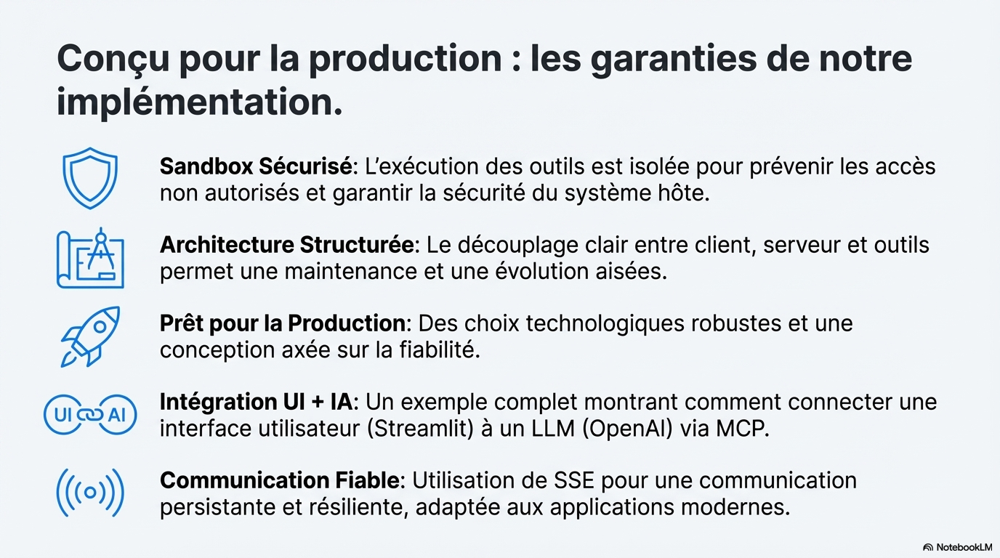 Conçu pour la production : les garanties de notre
implémentation.
Sandbox Sécurisé: L’exécution des outils est isolée pour prévenir les accès
non autorisés et garantir la sécurité du système hôte.
Architecture Structurée: Le découplage clair entre client, serveur et outils
permet une maintenance et une évolution aisées.
Prêt pour la Production: Des choix technologiques robustes et une
conception axée sur la fiabilité.
UI AI
Intégration UI + IA: Un exemple complet montrant comment connecter une
interface utilisateur (Streamlit) à un LLM (OpenAI) via MCP.
Communication Fiable: Utilisation de SSE pour une communication
persistante et résiliente, adaptée aux applications modernes.
NotebookLM